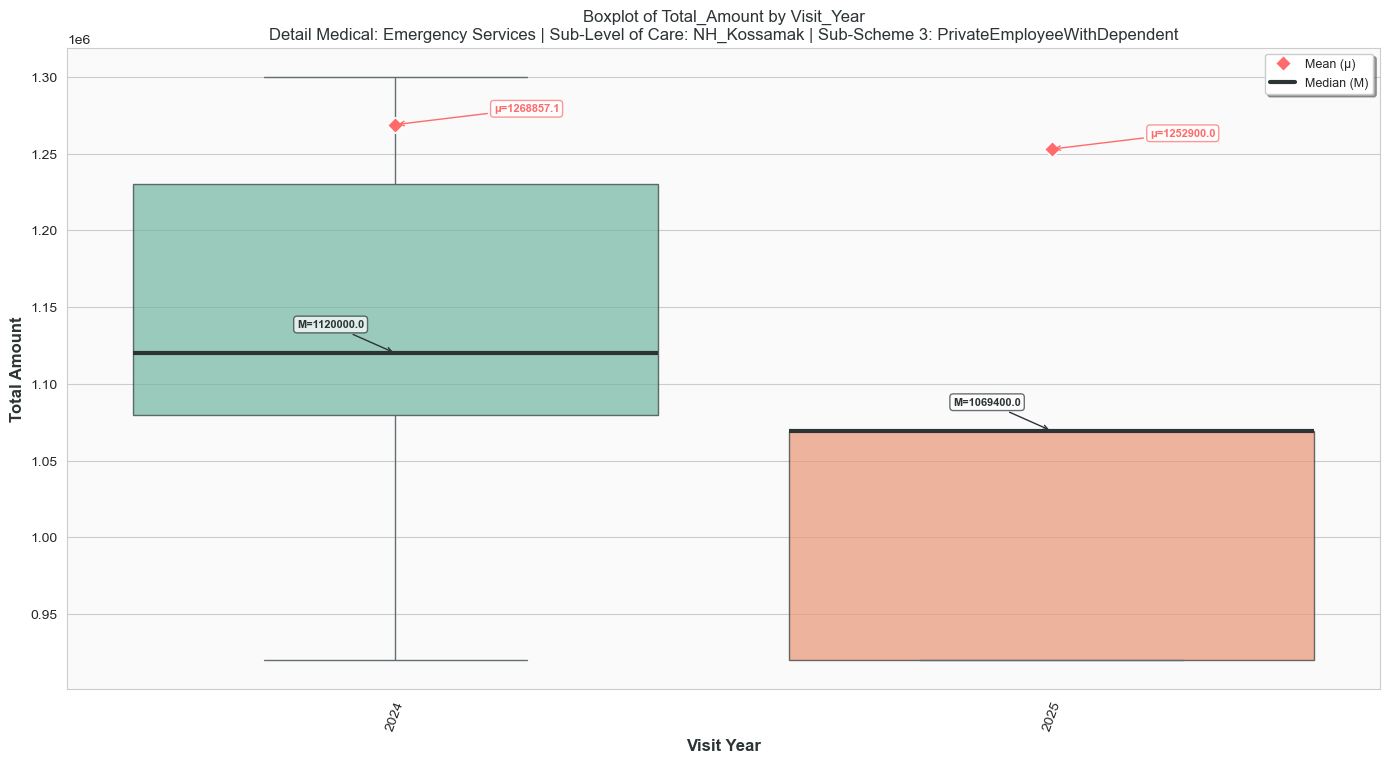 Boxplot of Total_Amount by Visit_Year
Detail Medical: Emergency Services | Sub-Level of Care: NH_Kossamak | Sub-Scheme 3: PrivateEmployeeWithDependent
1e6
Mean (μ)
Median (M)
1.30
1.25
1.20
1.15
1.10
1.05
1.00
0.95
Total Amount
μ=1268857.1
M=1120000.0
μ=1252900.0
M=1069400.0
2024
2025
Visit Year